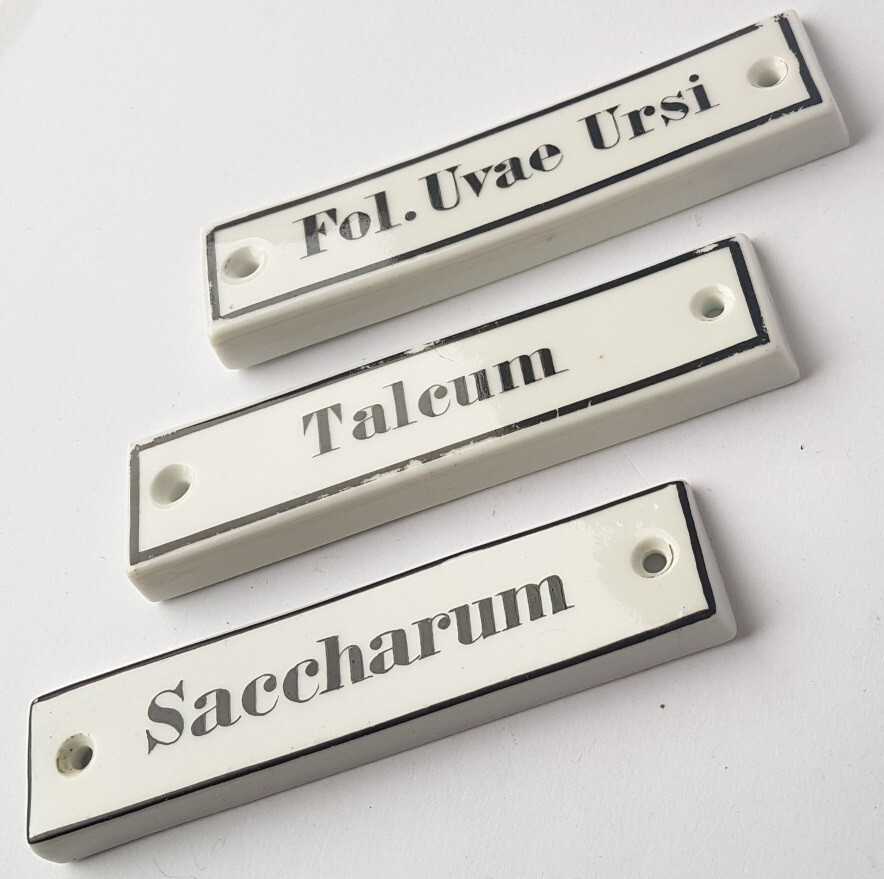 Fol. Uvae Ursi
Talcum
Saccharum